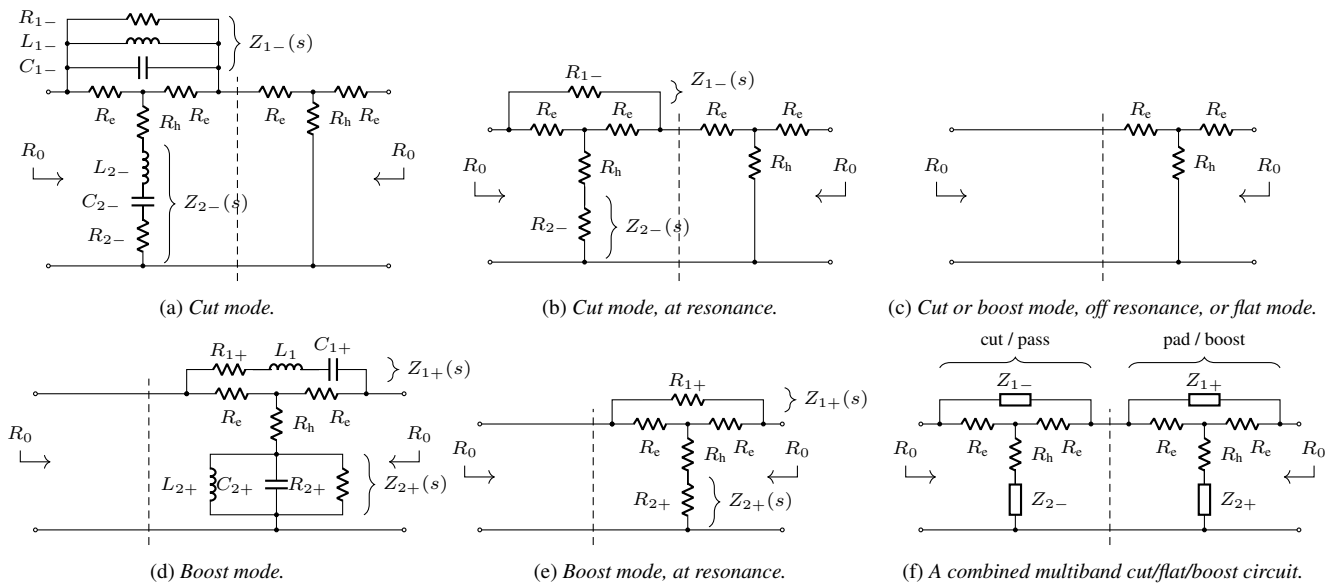 R₁₋
L₁₋
C₁₋
Z₁₋(s)
Rₑ Rₑ Rₑ Rₕ Rₑ
Rₕ
R₀ R₀
L₂₋
C₂₋
R₂₋
Z₂₋(s)
(a) Cut mode.
R₁₋ Z₁₋(s)
Rₑ Rₑ Rₑ Rₑ
R₀ Rₕ Rₕ R₀
R₂₋ Z₂₋(s)
(b) Cut mode, at resonance.
Rₑ Rₑ
R₀ Rₕ R₀
(c) Cut or boost mode, off resonance, or flat mode.
R₁₊ L₁ C₁₊ Z₁₊(s)
Rₑ Rₕ Rₑ
R₀ R₀
L₂₊ C₂₊ R₂₊ Z₂₊(s)
(d) Boost mode.
R₁₊ Z₁₊(s)
Rₑ Rₕ Rₑ
R₀ R₀
R₂₊ Z₂₊(s)
(e) Boost mode, at resonance.
cut / pass pad / boost
Z₁₋ Z₁₊
Rₑ Rₕ Rₑ Rₑ Rₕ Rₑ
R₀ R₀
Z₂₋ Z₂₊
(f) A combined multiband cut/flat/boost circuit.